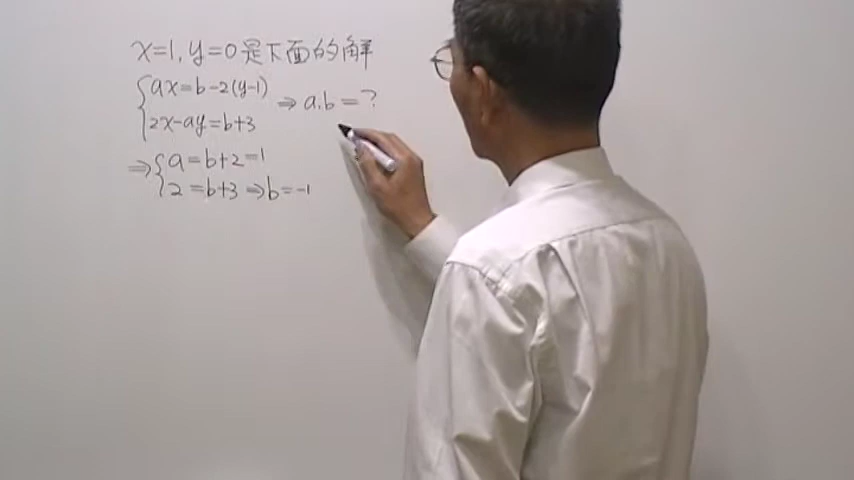 x=1, y=0是下面的解
ax=b-2(y-1)
⇒ a.b=?
2x-ay=b+3
⇒ a=b+2=1
2=b+3⇒b=-1